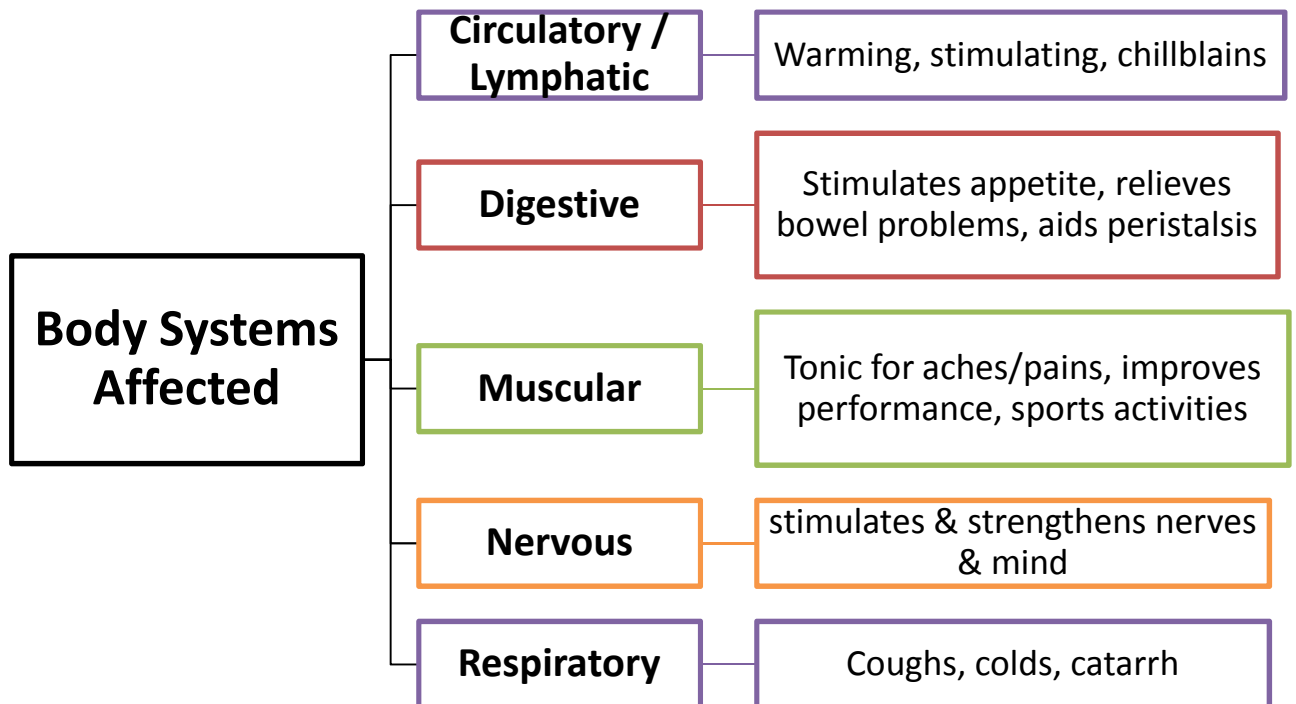 Body Systems
Affected
Circulatory /
Lymphatic
Warming, stimulating, chillblains
Digestive
Stimulates appetite, relieves
bowel problems, aids peristalsis
Muscular
Tonic for aches/pains, improves
performance, sports activities
Nervous
stimulates & strengthens nerves
& mind
Respiratory
Coughs, colds, catarrh